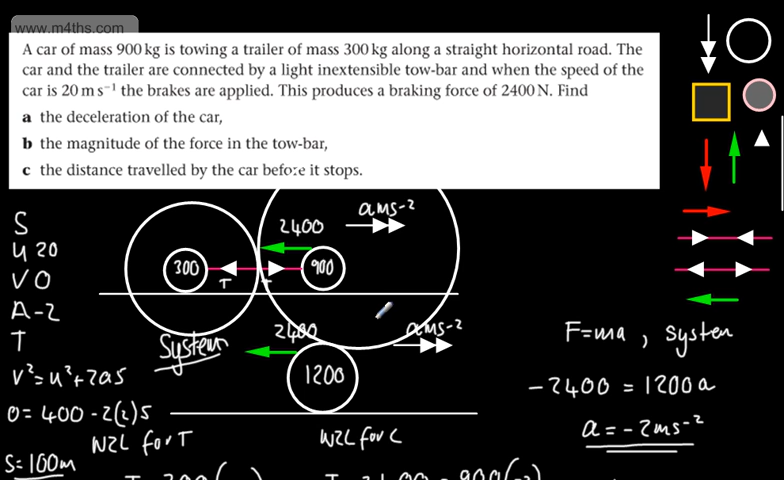 www.m4ths.com
A car of mass 900 kg is towing a trailer of mass 300 kg along a straight horizontal road. The
car and the trailer are connected by a light inextensible tow-bar and when the speed of the
car is 20 m s⁻¹ the brakes are applied. This produces a braking force of 2400 N. Find
a the deceleration of the car,
b the magnitude of the force in the tow-bar,
c the distance travelled by the car before it stops.
S
u 20
V 0
A -2
T
v²=u²+2as
0 = 400 - 2(2)s
S=100m
2400
a ms-2
300
900
T
System
2400
a ms-2
1200
N2L for T
N2L for C
F=ma , system
-2400 = 1200a
a = -2ms⁻²